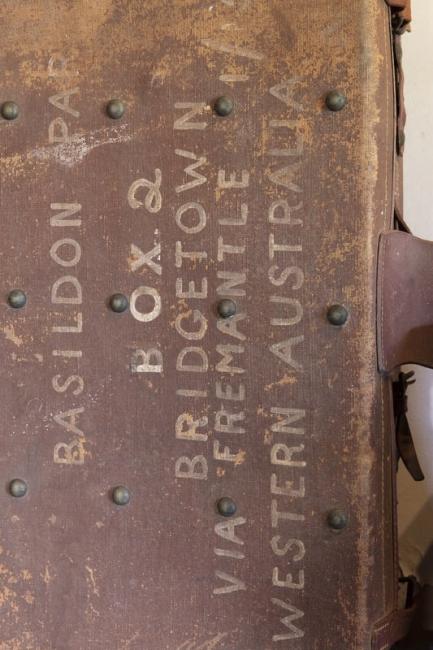 BASILDON PAR
BOX. 2
BRIDGETOWN
VIA FREMANTLE
WESTERN AUSTRALIA